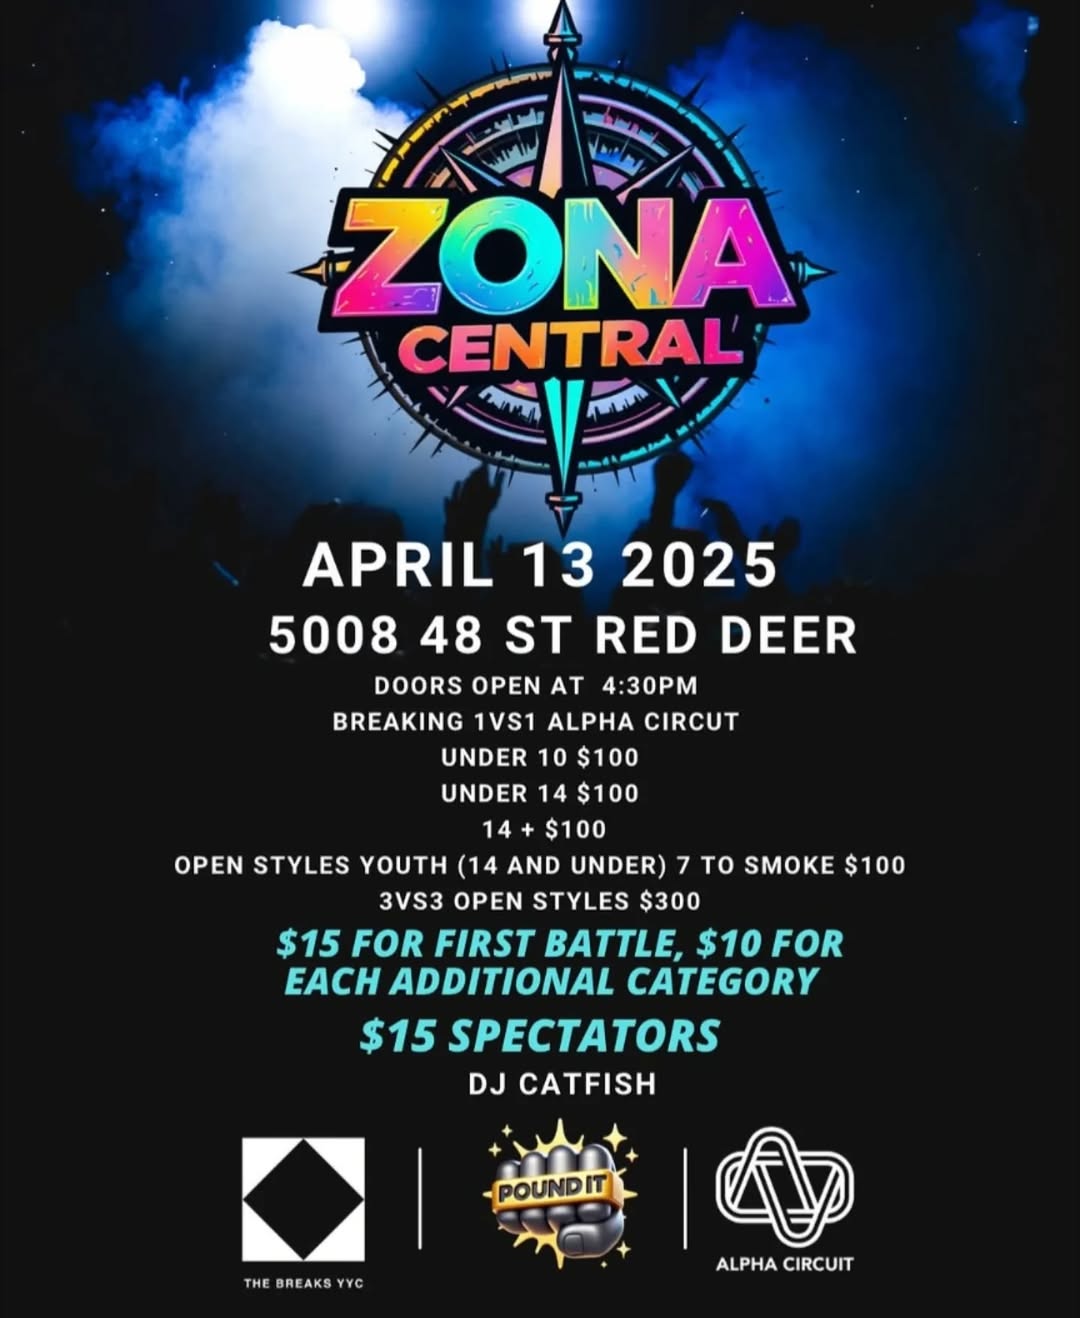 ZONA
CENTRAL
APRIL 13 2025
5008 48 ST RED DEER
DOORS OPEN AT 4:30PM
BREAKING 1VS1 ALPHA CIRCUT
UNDER 10 $100
UNDER 14 $100
14 + $100
OPEN STYLES YOUTH (14 AND UNDER) 7 TO SMOKE $100
3VS3 OPEN STYLES $300
$15 FOR FIRST BATTLE, $10 FOR
EACH ADDITIONAL CATEGORY
$15 SPECTATORS
DJ CATFISH
POUND IT
THE BREAKS YYC
ALPHA CIRCUIT